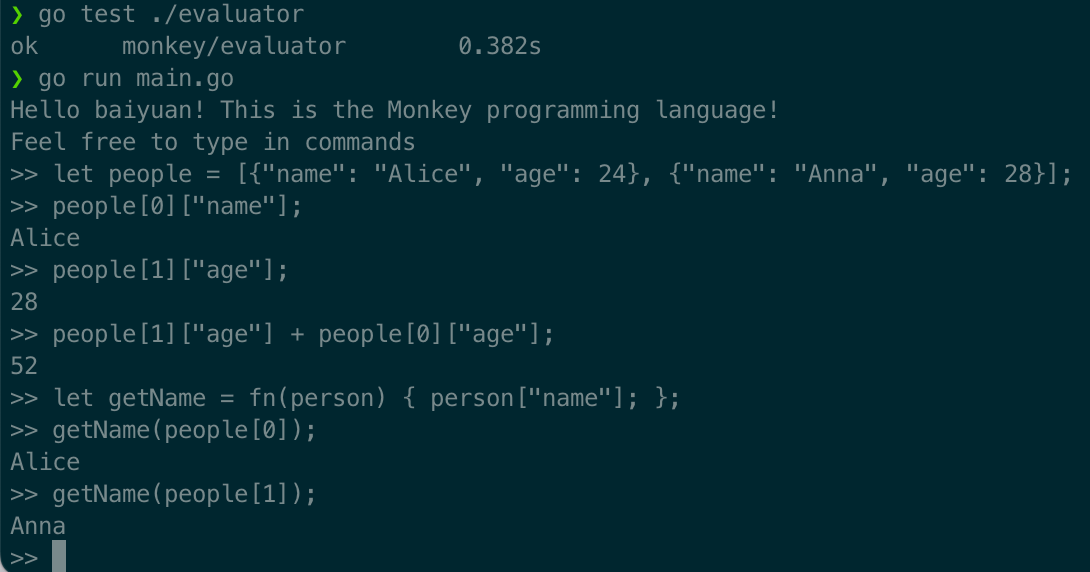 ❯ go test ./evaluator
ok      monkey/evaluator        0.382s
❯ go run main.go
Hello baiyuan! This is the Monkey programming language!
Feel free to type in commands
>> let people = [{"name": "Alice", "age": 24}, {"name": "Anna", "age": 28}];
>> people[0]["name"];
Alice
>> people[1]["age"];
28
>> people[1]["age"] + people[0]["age"];
52
>> let getName = fn(person) { person["name"]; };
>> getName(people[0]);
Alice
>> getName(people[1]);
Anna
>>